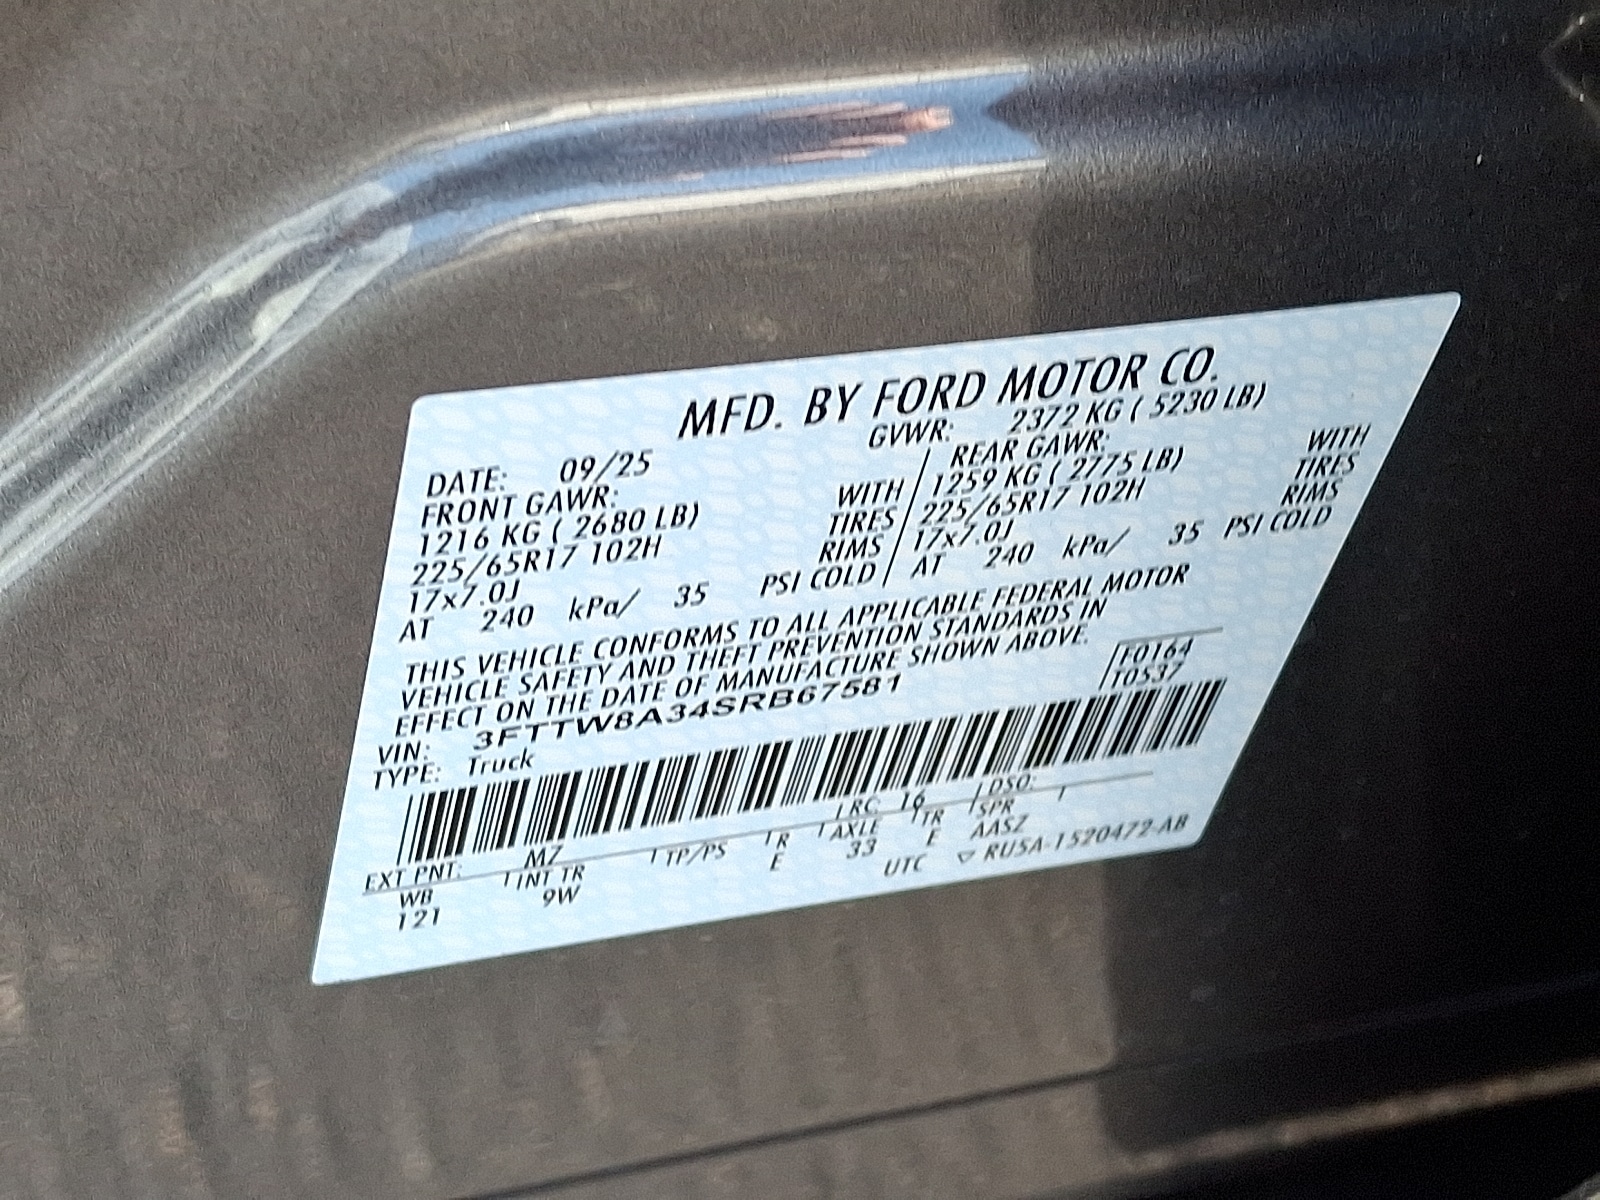 MFD. BY FORD MOTOR CO.
DATE: 09/25 GVWR: 2372 KG ( 5230 LB)
FRONT GAWR: REAR GAWR:
1216 KG ( 2680 LB) WITH / 1259 KG ( 2775 LB) WITH
225/65R17 102H TIRES / 225/65R17 102H TIRES
17x7.0J RIMS / 17x7.0J RIMS
AT 240 kPa/ 35 PSI COLD / AT 240 kPa/ 35 PSI COLD
THIS VEHICLE CONFORMS TO ALL APPLICABLE FEDERAL MOTOR
VEHICLE SAFETY AND THEFT PREVENTION STANDARDS IN
EFFECT ON THE DATE OF MANUFACTURE SHOWN ABOVE.
VIN: 3FTTW8A34SRB67581 F0164
TYPE: Truck T0537
EXT PNT: MZ RC 16 DSO:
WB INT TR TP/PS R AXLE TR SPR
121 9W E 33 E AASZ
UTC ▽ RU5A-1520472-AB